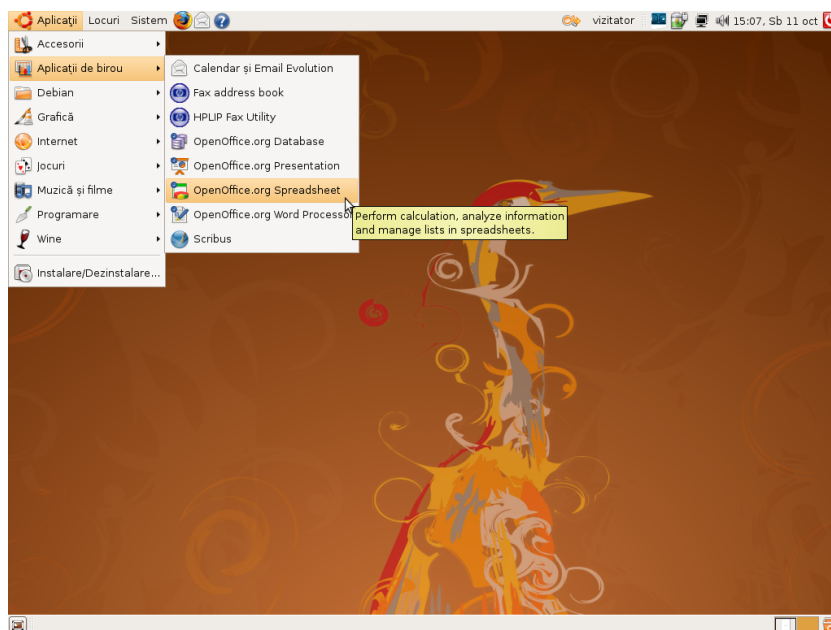 Aplicații Locuri Sistem vizitator 15:07, Sb 11 oct
Accesorii
Aplicații de birou
Debian
Grafică
Internet
Jocuri
Muzică și filme
Programare
Wine
Instalare/Dezinstalare...
Calendar și Email Evolution
Fax address book
HPLIP Fax Utility
OpenOffice.org Database
OpenOffice.org Presentation
OpenOffice.org Spreadsheet
OpenOffice.org Word Processor
Scribus
Perform calculation, analyze information
and manage lists in spreadsheets.